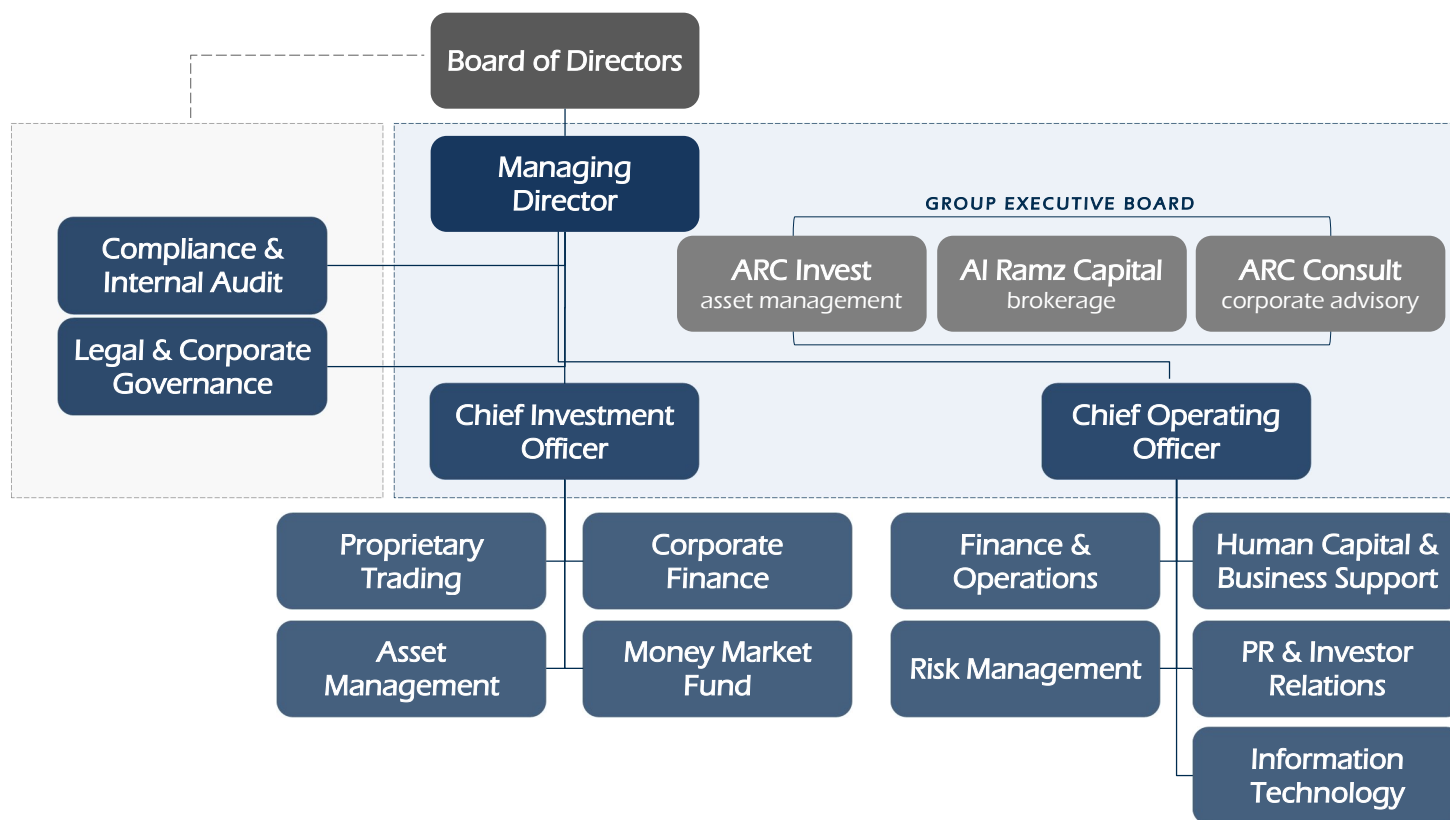 Board of Directors
Managing
Director
GROUP EXECUTIVE BOARD
Compliance &
Internal Audit
ARC Invest
asset management
Al Ramz Capital
brokerage
ARC Consult
corporate advisory
Legal & Corporate
Governance
Chief Investment
Officer
Chief Operating
Officer
Proprietary
Trading
Corporate
Finance
Finance &
Operations
Human Capital &
Business Support
Asset
Management
Money Market
Fund
Risk Management
PR & Investor
Relations
Information
Technology